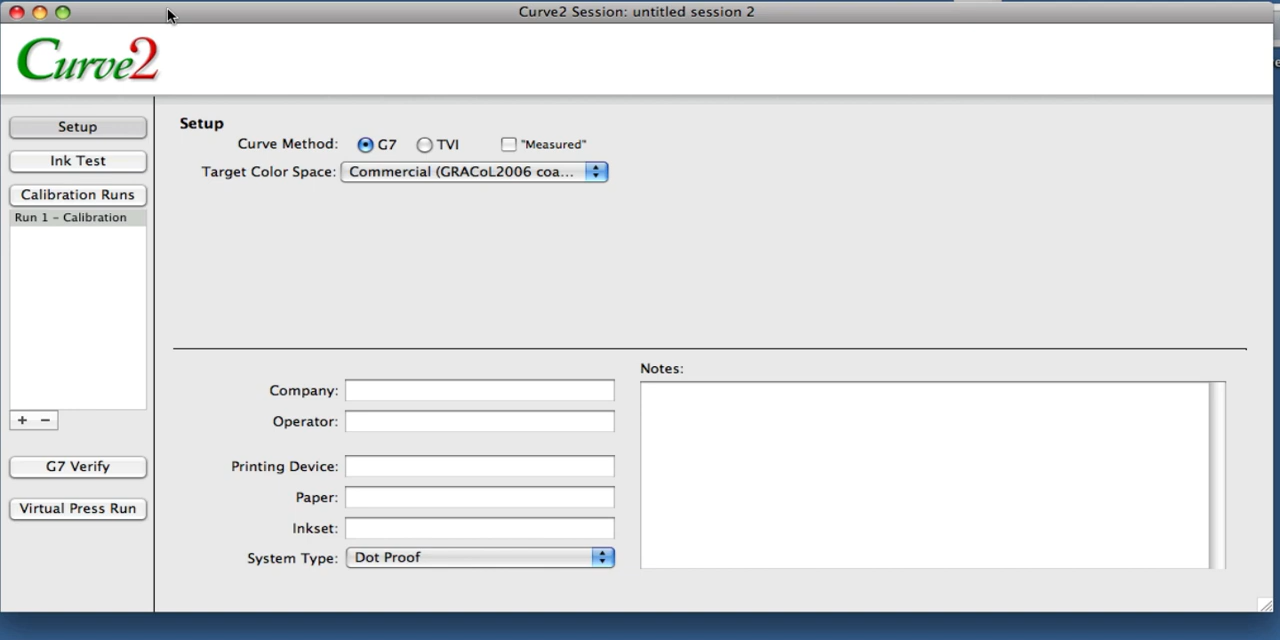 Curve2 Session: untitled session 2
Curve2
Setup
Ink Test
Calibration Runs
Run 1 - Calibration
+ -
G7 Verify
Virtual Press Run
Setup
Curve Method: G7 TVI "Measured"
Target Color Space: Commercial (GRACoL2006 coa...
Company:
Operator:
Printing Device:
Paper:
Inkset:
System Type: Dot Proof
Notes: